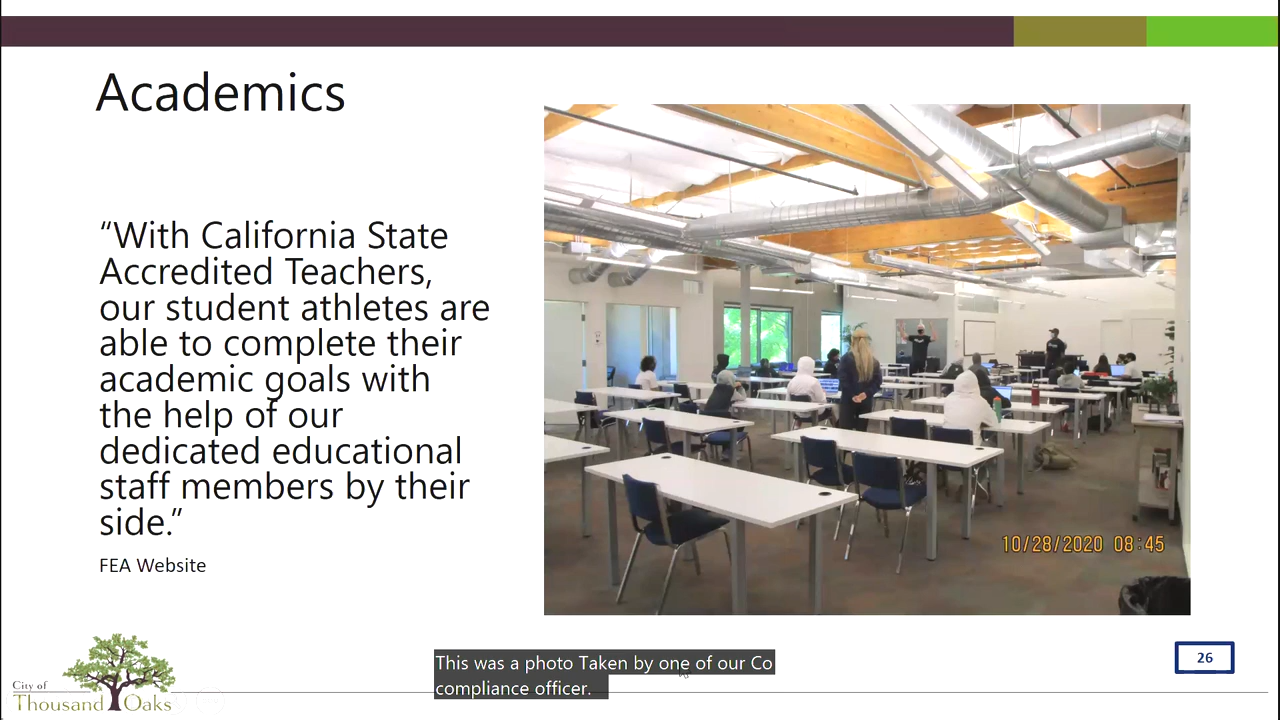 Academics
“With California State
Accredited Teachers,
our student athletes are
able to complete their
academic goals with
the help of our
dedicated educational
staff members by their
side.”
FEA Website
10/28/2020 08:45
City of
Thousand Oaks
This was a photo Taken by one of our Co
compliance officer.
26